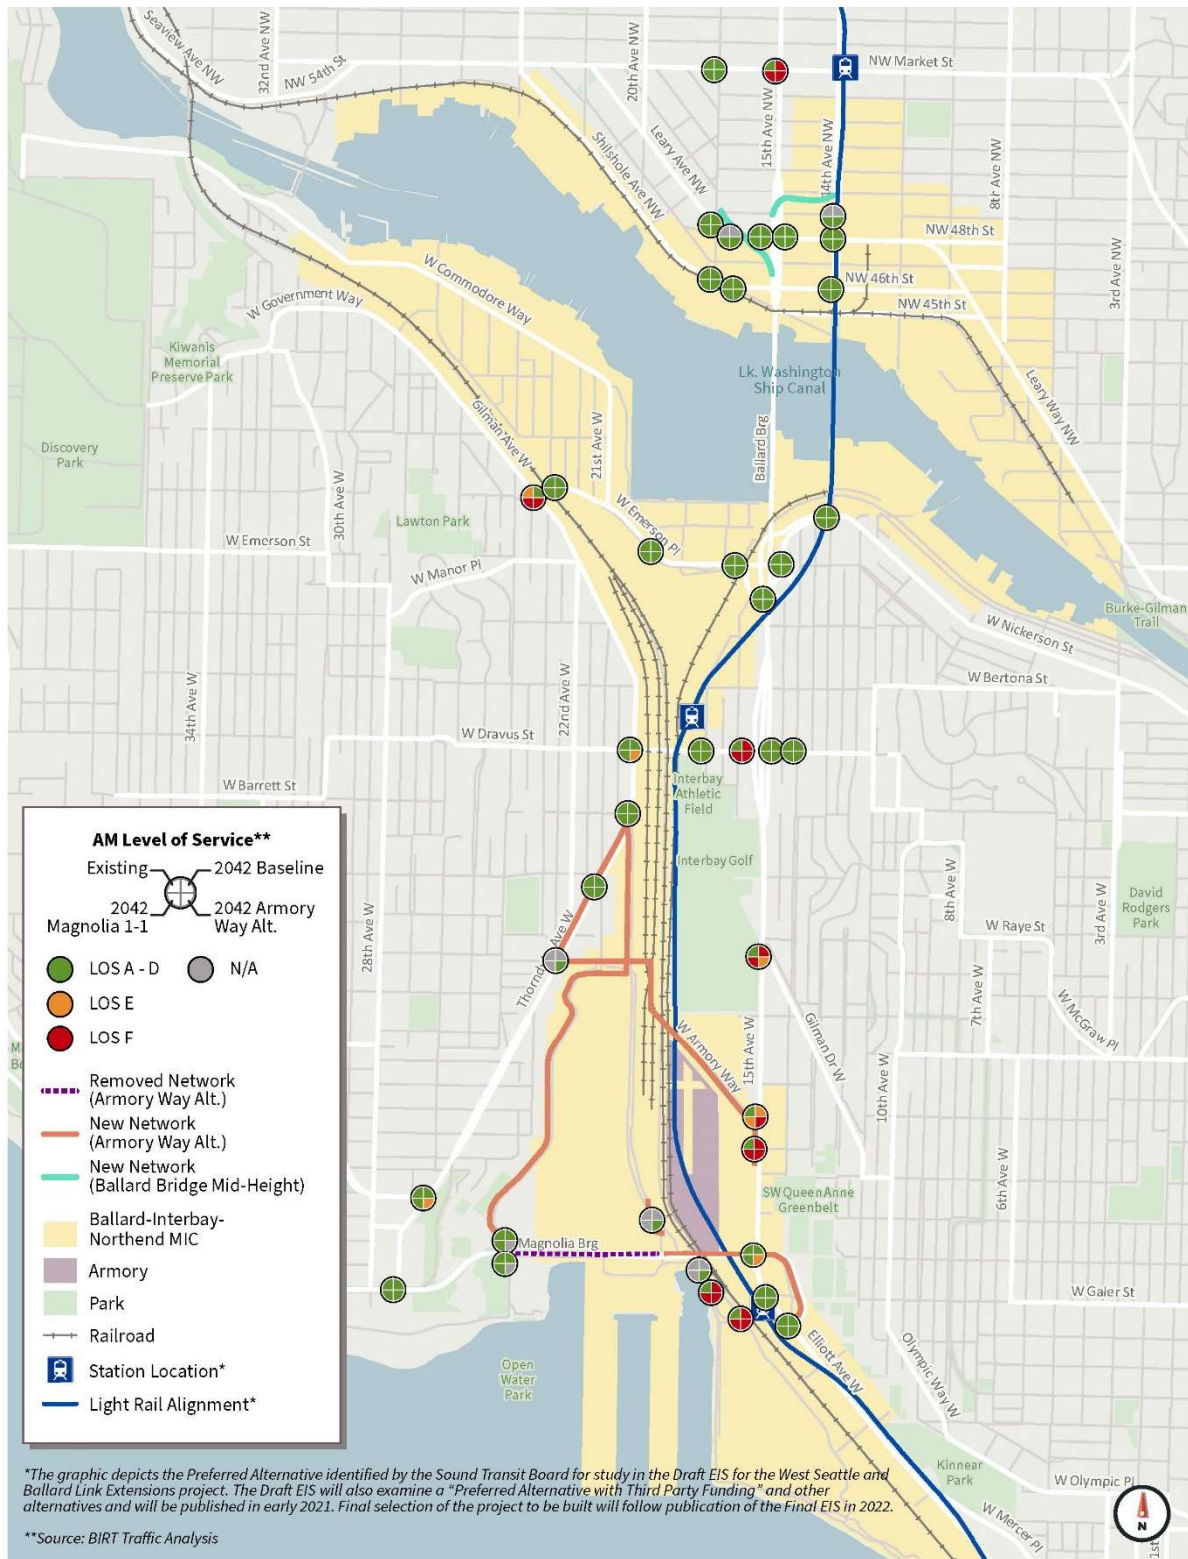 Seaview Ave NW
32nd Ave NW
NW 54th St
20th Ave NW
Leary Ave NW
Shilshole Ave NW
15th Ave NW
14th Ave NW
NW Market St
8th Ave NW
3rd Ave NW
NW 48th St
NW 46th St
NW 45th St
Leary Way NW
W Commodore Way
W Government Way
Kiwanis
Memorial
Preserve Park
Discovery
Park
Gilman Ave W
21st Ave W
Lk. Washington
Ship Canal
Ballard Brg
30th Ave W
Lawton Park
W Emerson St
W Manor Pl
W Emerson Pl
W Nickerson St
Burke-Gilman
Trail
W Bertona St
34th Ave W
22nd Ave W
W Dravus St
W Barrett St
Interbay
Athletic
Field
Interbay Golf
8th Ave W
David
Rodgers
Park
3rd Ave W
W Raye St
28th Ave W
7th Ave W
W McGraw Pl
W Armory Way
15th Ave W
Gilman Dr W
10th Ave W
6th Ave W
SW Queen Anne
Greenbelt
Magnolia Brg
W Galer St
Elliott Ave W
Olympic Way W
Open
Water
Park
Kinnear
Park
W Olympic Pl
W Mercer Pl
N
AM Level of Service**
Existing
2042 Baseline
2042
Magnolia 1-1
2042 Armory
Way Alt.
LOS A - D
N/A
LOS E
LOS F
Removed Network
(Armory Way Alt.)
New Network
(Armory Way Alt.)
New Network
(Ballard Bridge Mid-Height)
Ballard-Interbay-
Northend MIC
Armory
Park
Railroad
Station Location*
Light Rail Alignment*
*The graphic depicts the Preferred Alternative identified by the Sound Transit Board for study in the Draft EIS for the West Seattle and
Ballard Link Extensions project. The Draft EIS will also examine a “Preferred Alternative with Third Party Funding” and other
alternatives and will be published in early 2021. Final selection of the project to be built will follow publication of the Final EIS in 2022.
**Source: BIRT Traffic Analysis